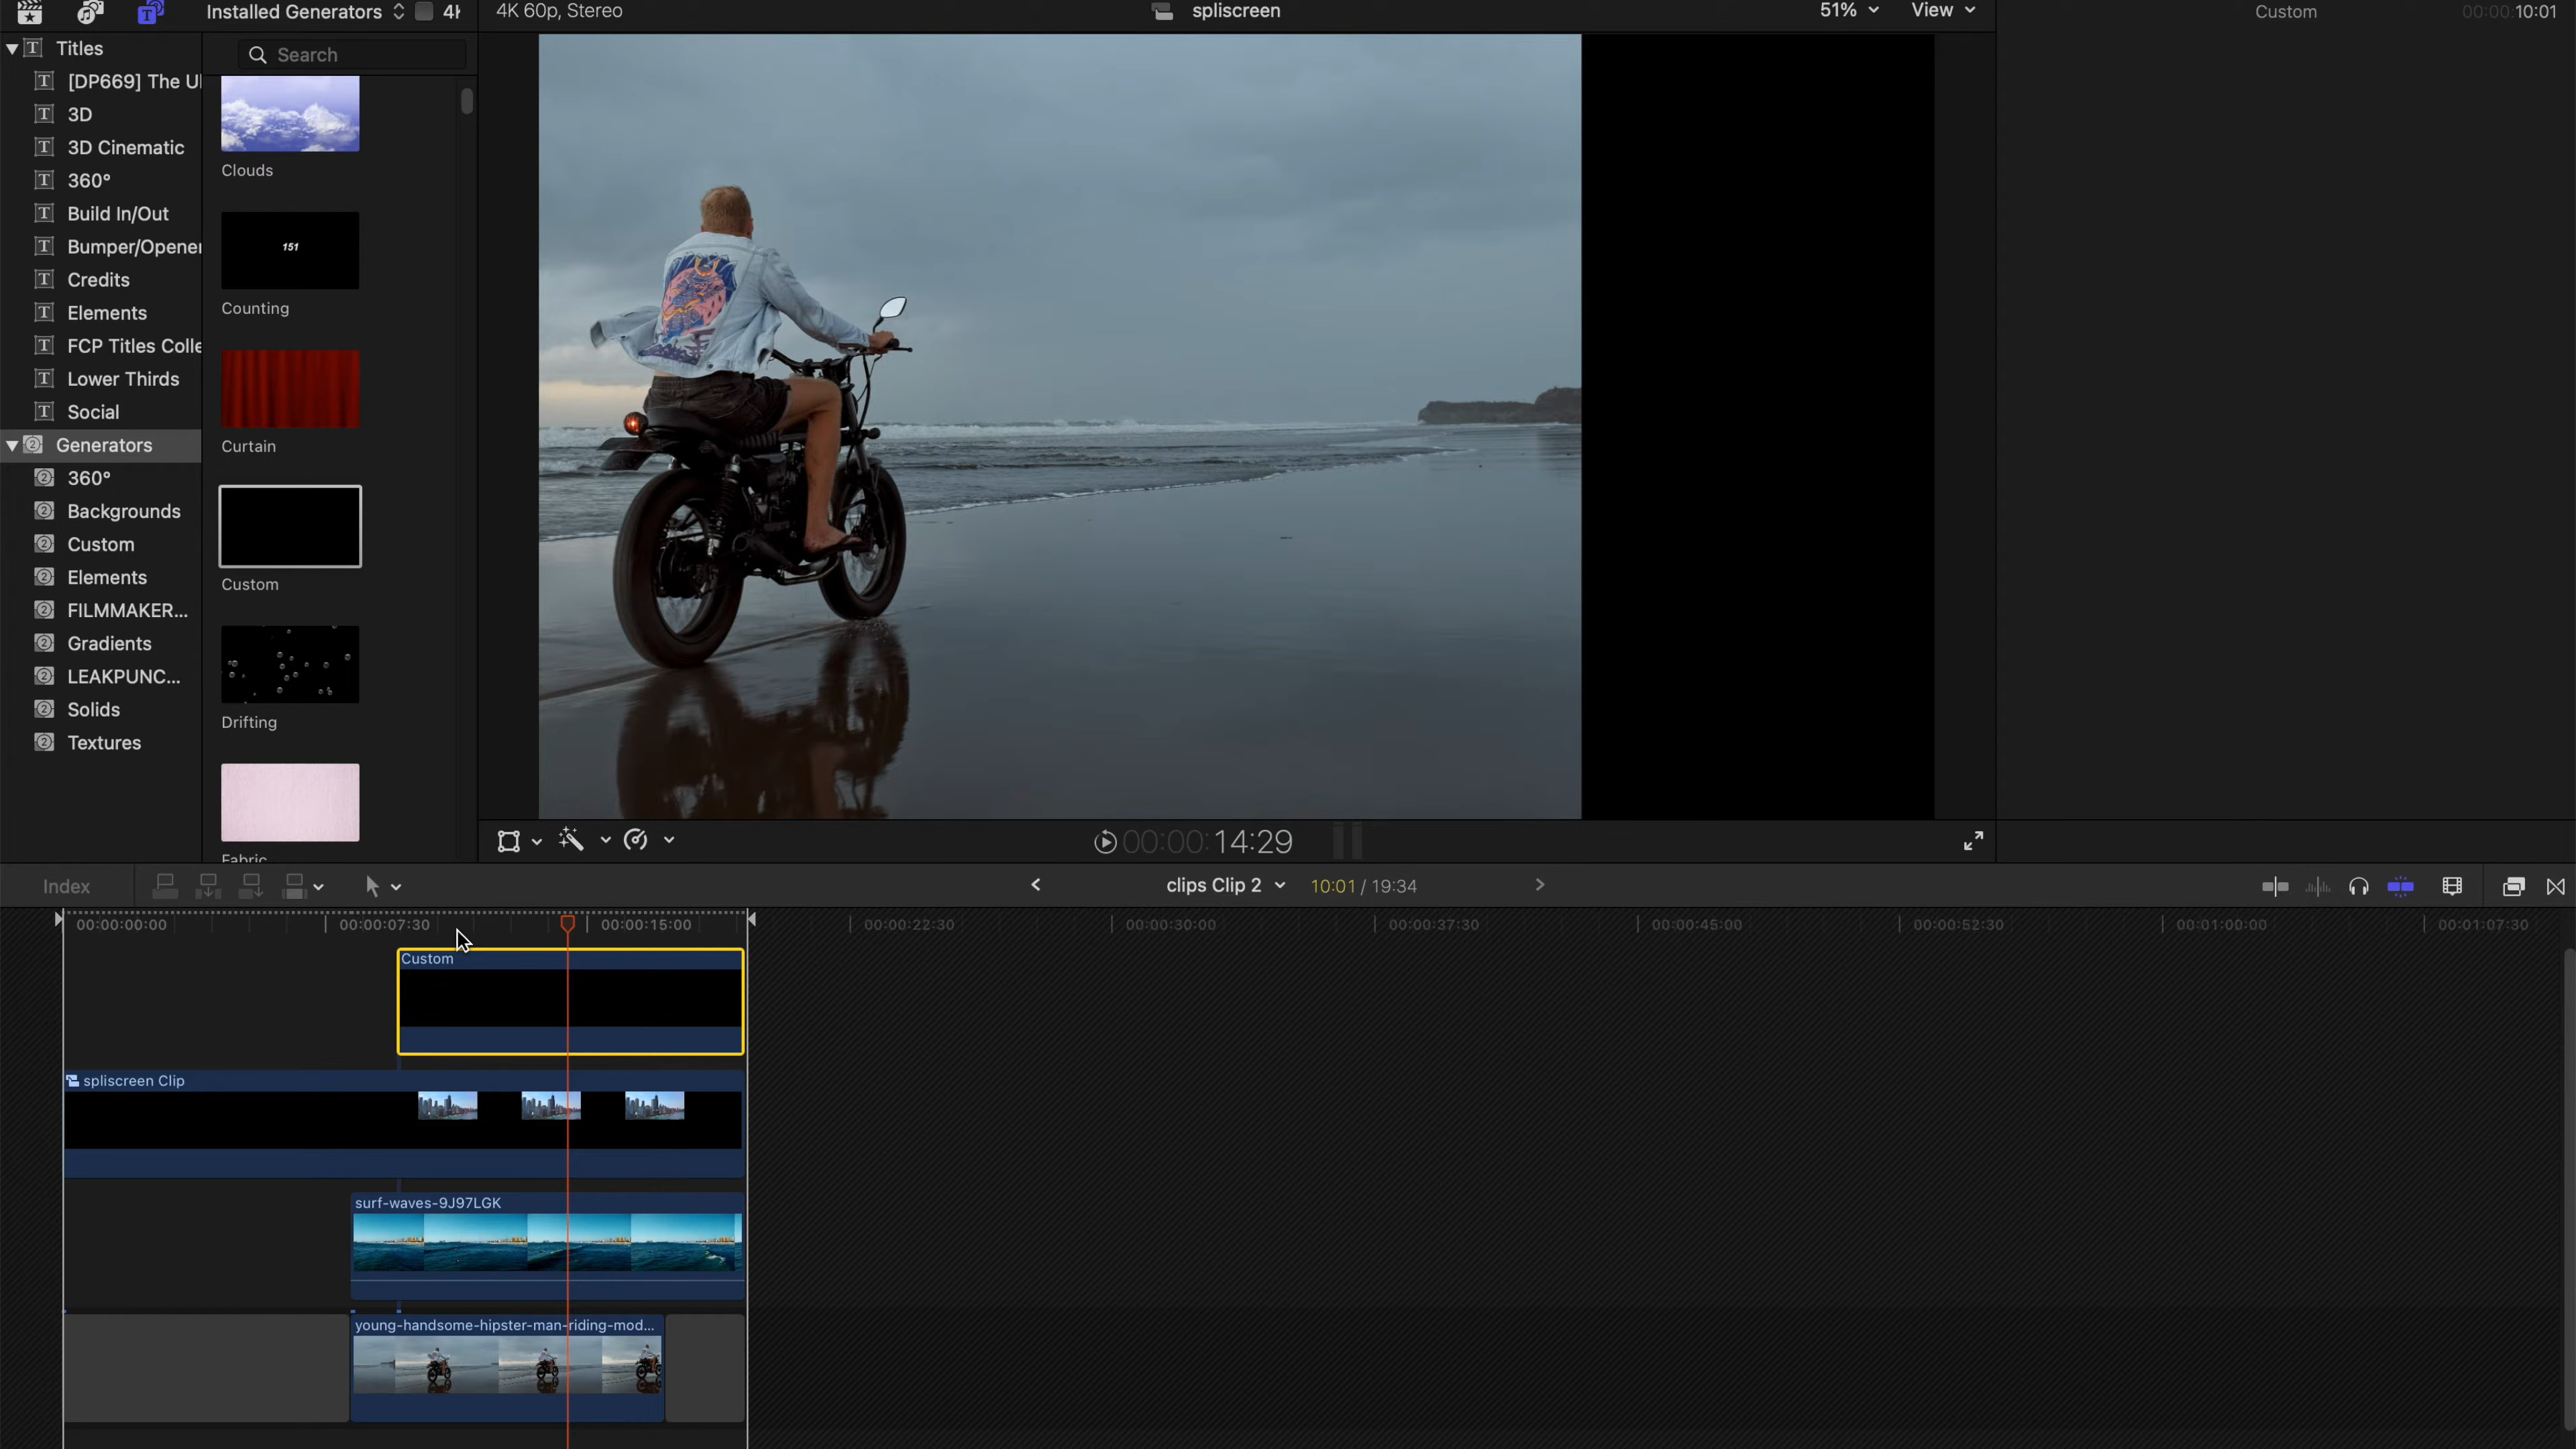 Installed Generators
4K
4K 60p, Stereo
spliscreen
51%
View
Custom
00:00:10:01
Titles
[DP669] The Ul
3D
3D Cinematic
360°
Build In/Out
Bumper/Opener
Credits
Elements
FCP Titles Colle
Lower Thirds
Social
Generators
360°
Backgrounds
Custom
Elements
FILMMAKER...
Gradients
LEAKPUNC...
Solids
Textures
Search
Clouds
151
Counting
Curtain
Custom
Drifting
Fabric
00:00:14:29
Index
clips Clip 2
10:01 / 19:34
00:00:00:00
00:00:07:30
00:00:15:00
00:00:22:30
00:00:30:00
00:00:37:30
00:00:45:00
00:00:52:30
00:01:00:00
00:01:07:30
Custom
spliscreen Clip
surf-waves-9J97LGK
young-handsome-hipster-man-riding-mod...